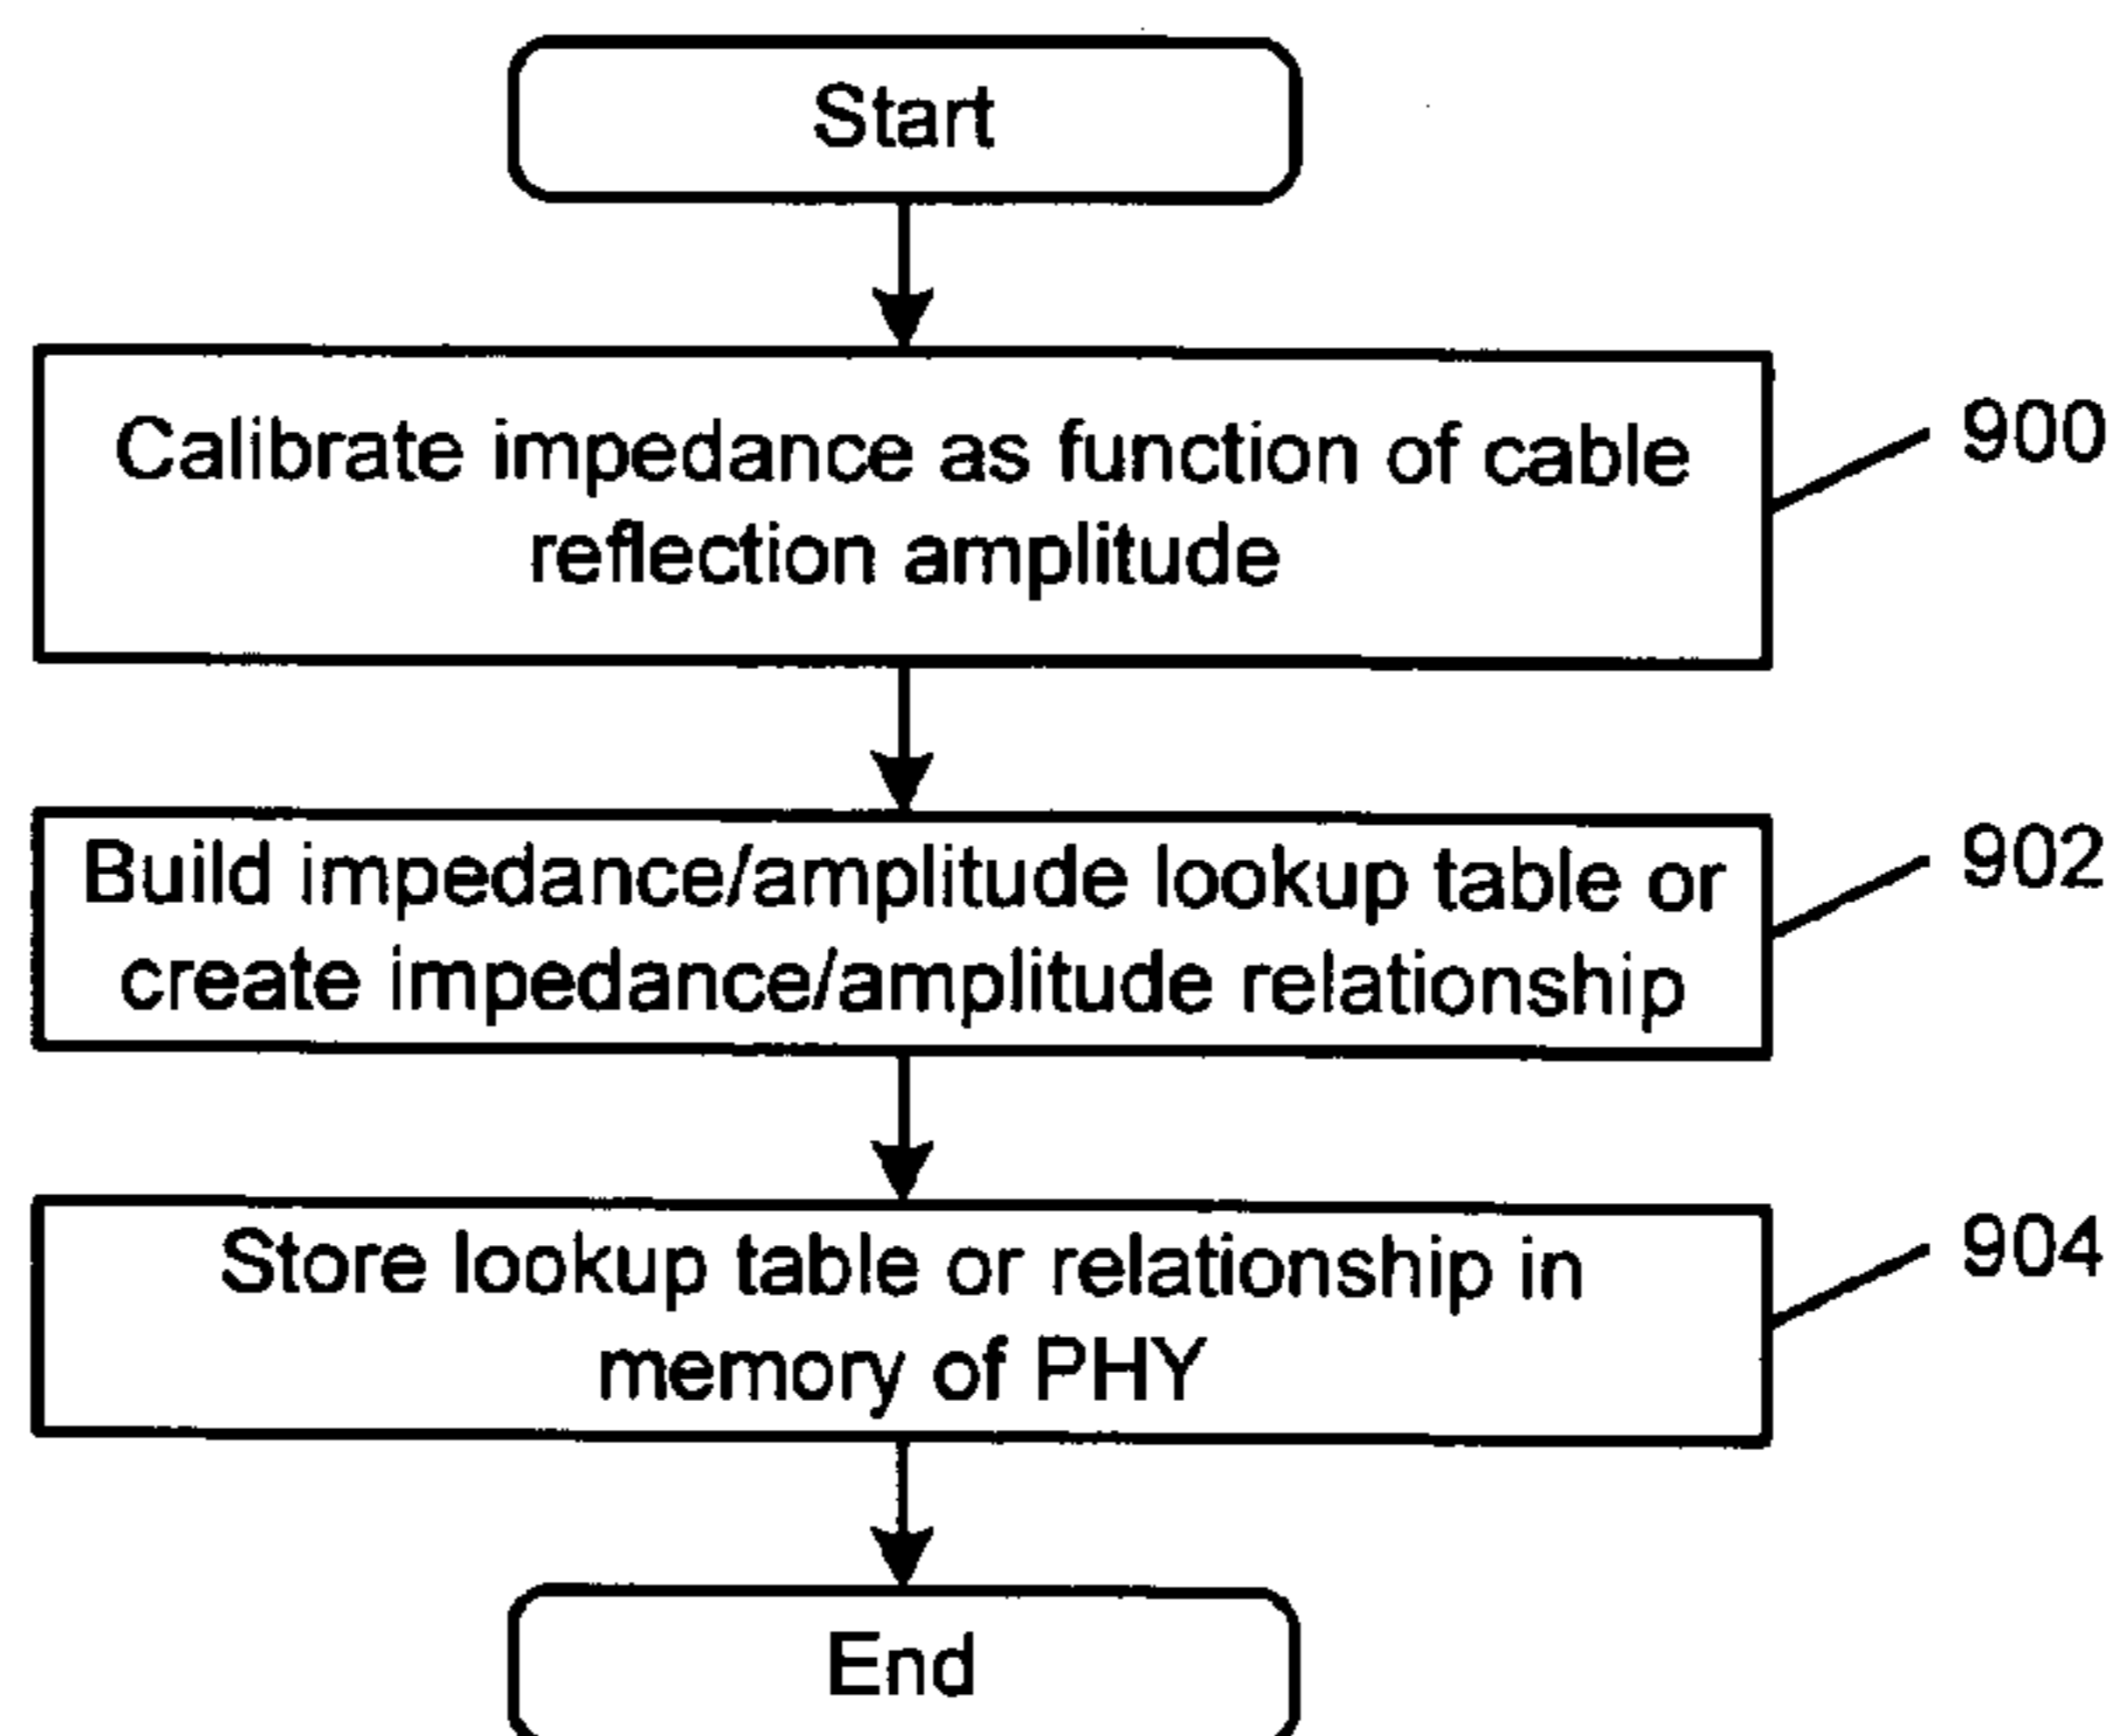 Start
Calibrate impedance as function of cable
reflection amplitude
900
Build impedance/amplitude lookup table or
create impedance/amplitude relationship
902
Store lookup table or relationship in
memory of PHY
904
End